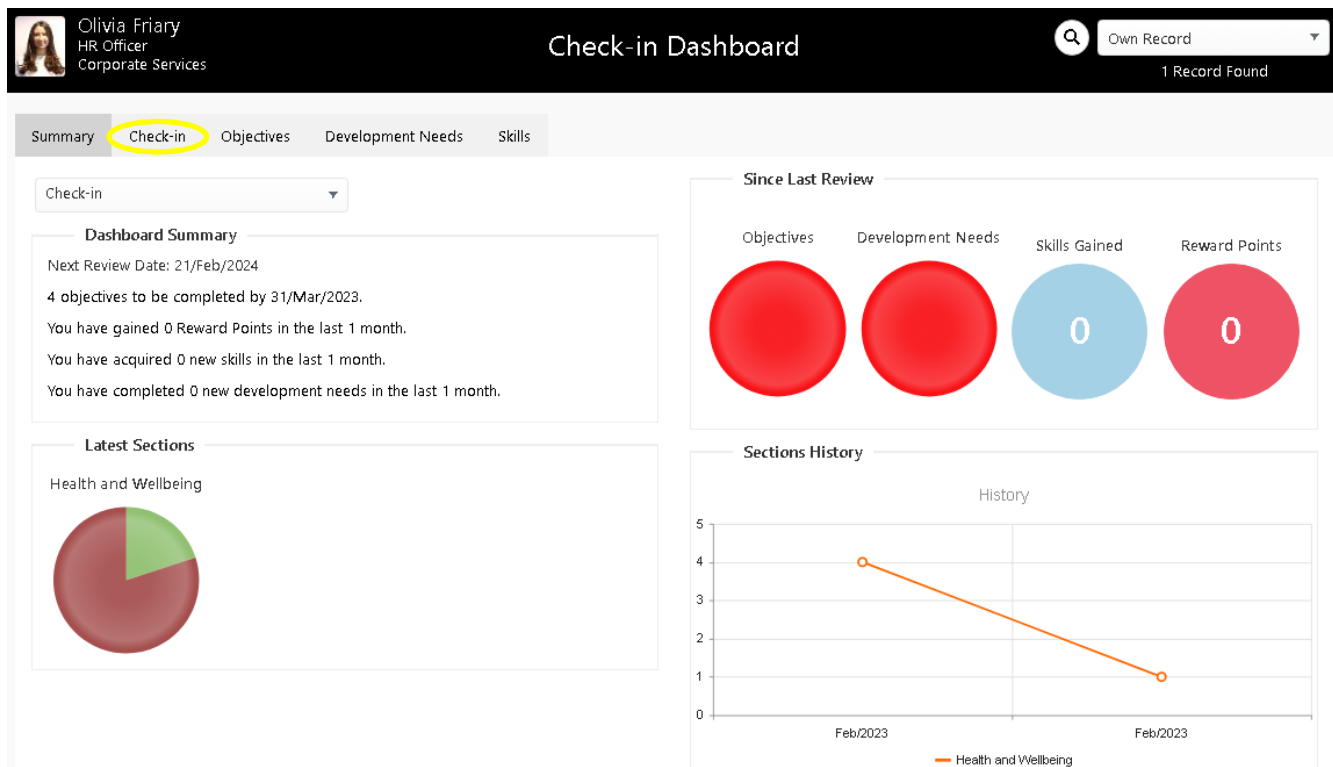 Olivia Friary
HR Officer
Corporate Services
Check-in Dashboard
Own Record
1 Record Found
Summary Check-in Objectives Development Needs Skills
Check-in
Dashboard Summary
Next Review Date: 21/Feb/2024
4 objectives to be completed by 31/Mar/2023.
You have gained 0 Reward Points in the last 1 month.
You have acquired 0 new skills in the last 1 month.
You have completed 0 new development needs in the last 1 month.
Latest Sections
Health and Wellbeing
Since Last Review
Objectives Development Needs Skills Gained Reward Points
0 0
Sections History
History
5
4
3
2
1
0
Feb/2023 Feb/2023
Health and Wellbeing